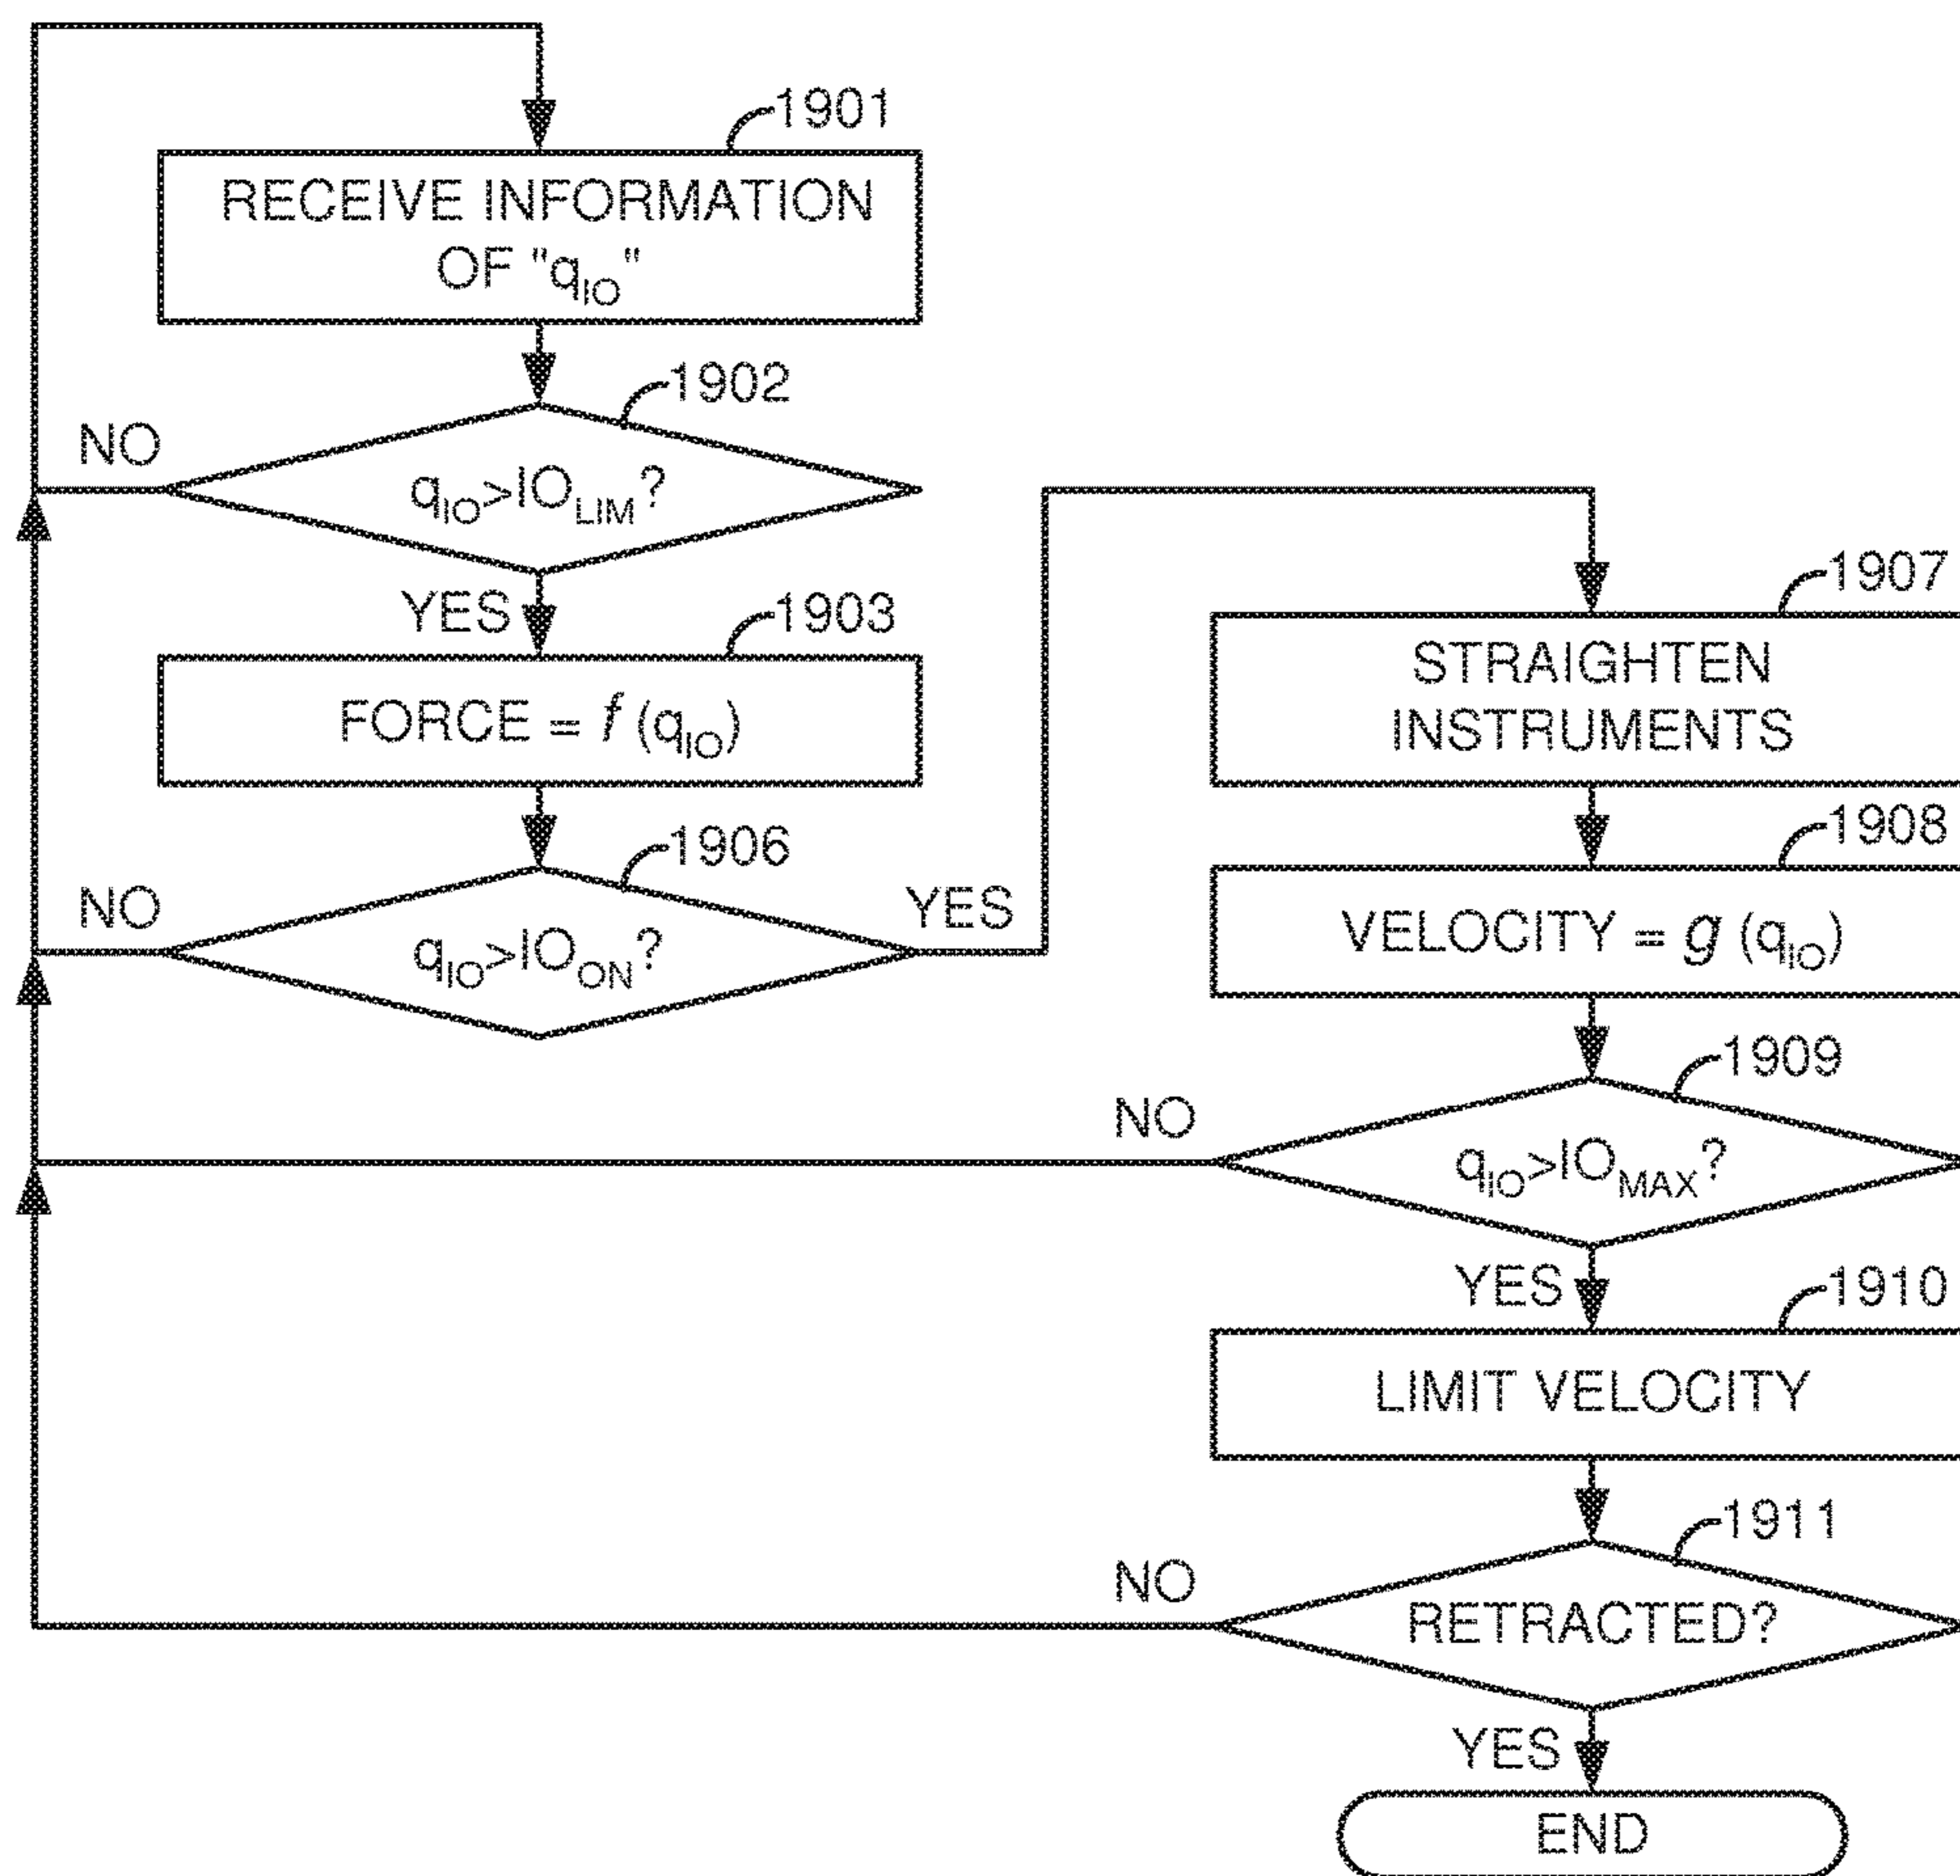 1901
RECEIVE INFORMATION
OF "qIO"
1902
NO
qIO>IOLIM?
YES
1903
FORCE = f (qIO)
1906
NO
qIO>IOON?
YES
1907
STRAIGHTEN
INSTRUMENTS
1908
VELOCITY = g (qIO)
1909
NO
qIO>IOMAX?
YES
1910
LIMIT VELOCITY
1911
NO
RETRACTED?
YES
END